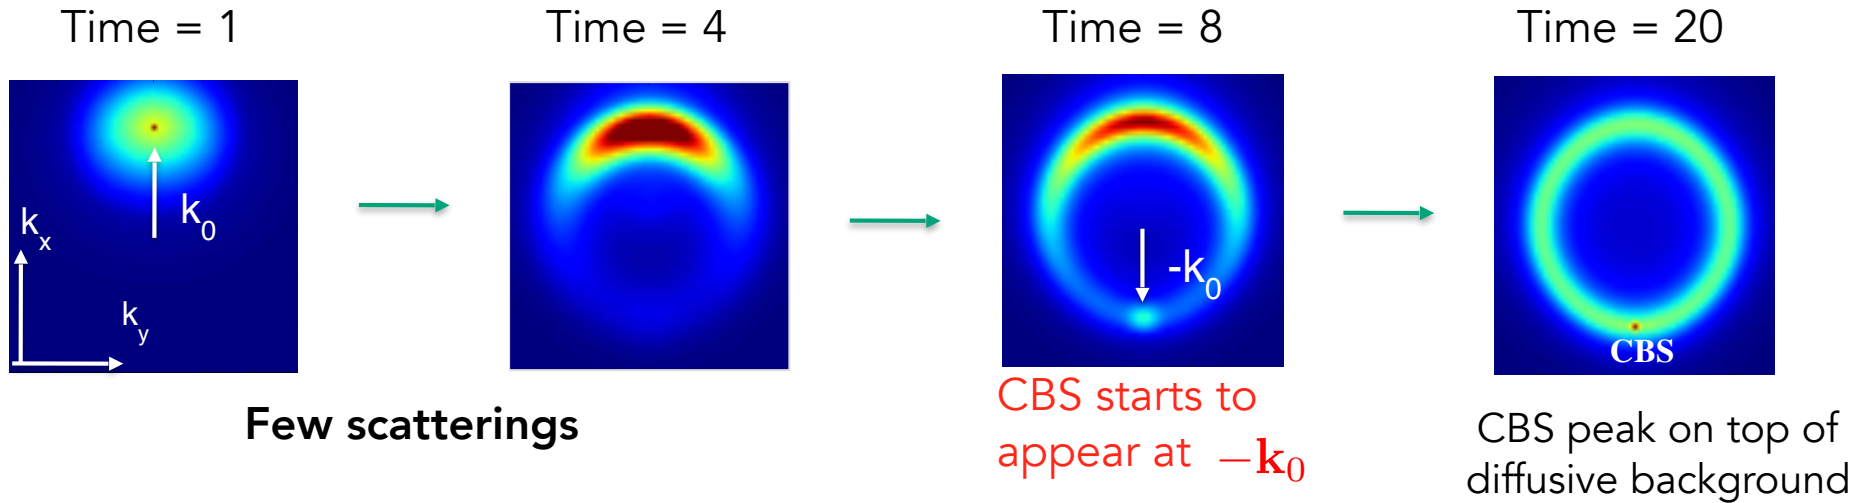 Time = 1
Time = 4
Time = 8
Time = 20
k₀
kₓ
k_y
-k₀
CBS
Few scatterings
CBS starts to
appear at −𝐤₀
CBS peak on top of
diffusive background